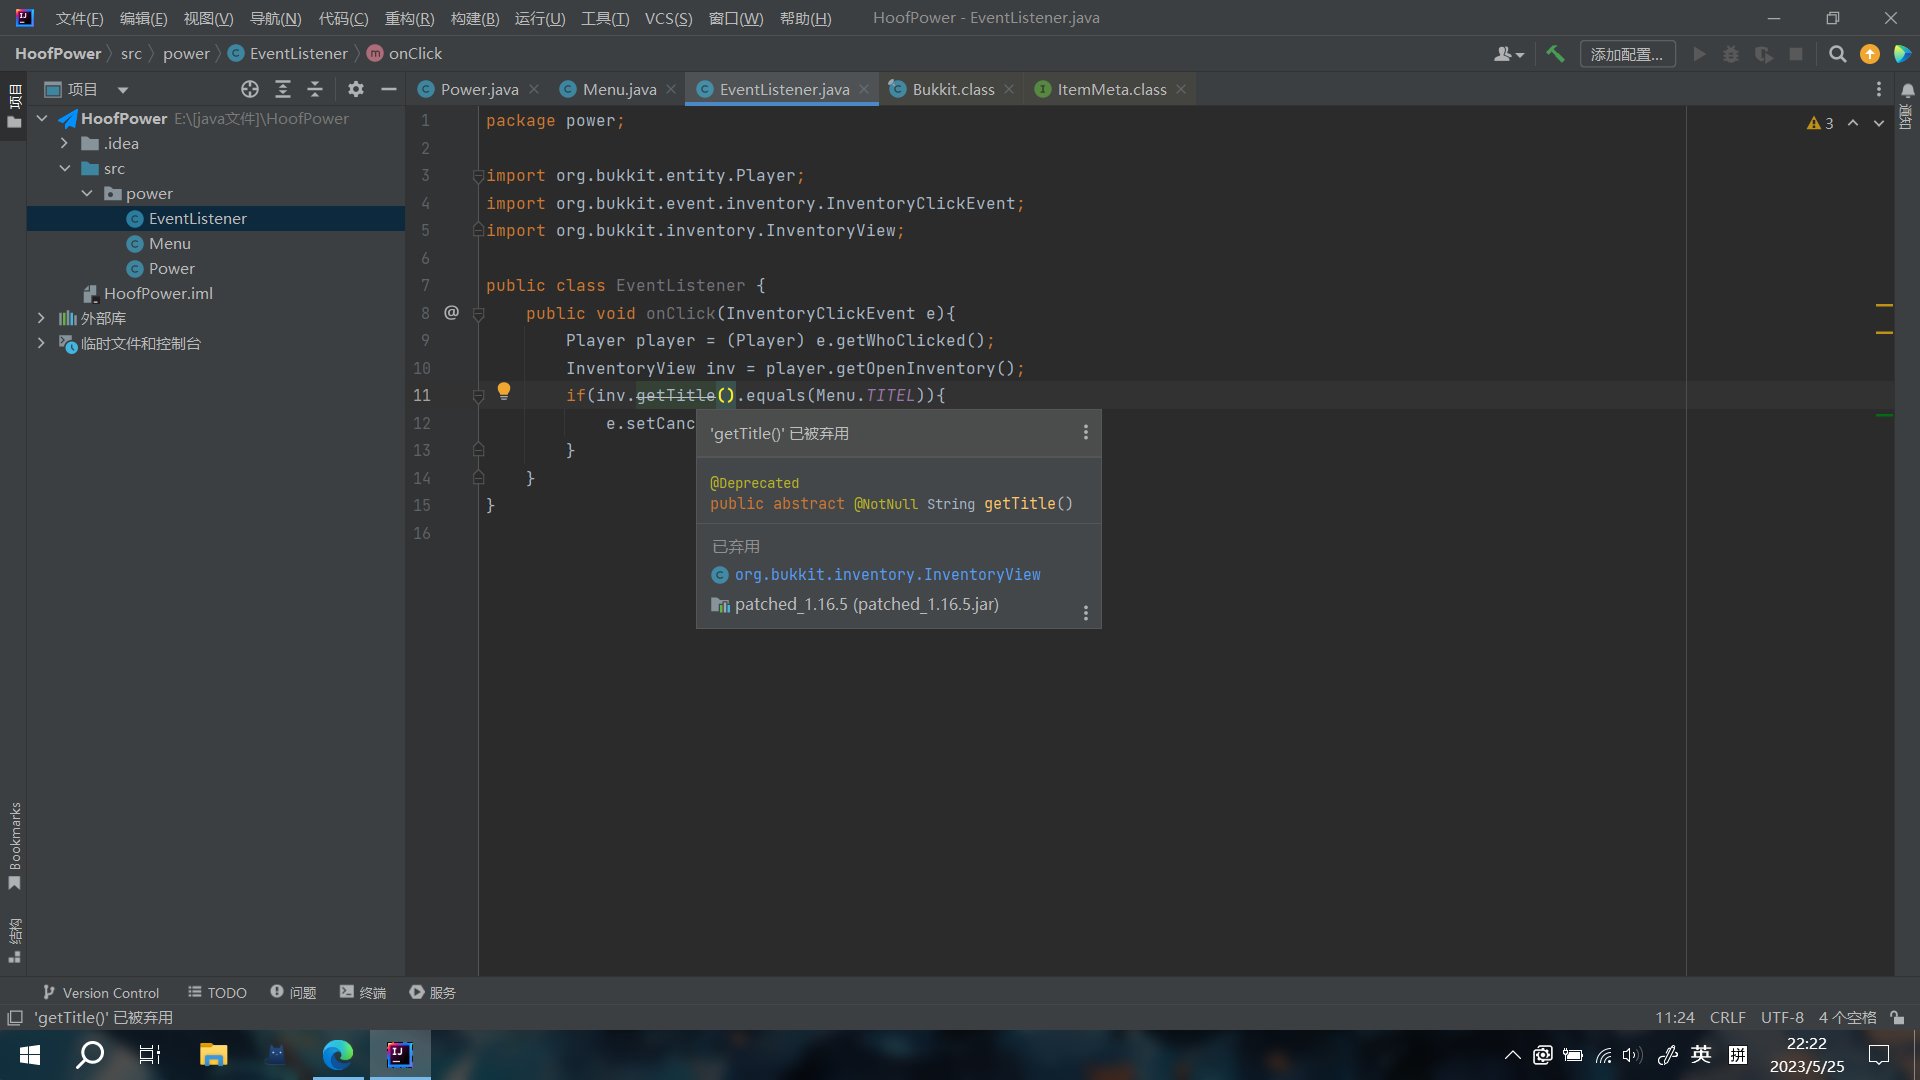 文件(F) 编辑(E) 视图(V) 导航(N) 代码(C) 重构(R) 构建(B) 运行(U) 工具(T) VCS(S) 窗口(W) 帮助(H) HoofPower - EventListener.java
HoofPower src power EventListener onClick
添加配置...
项目
项目
Power.java Menu.java EventListener.java Bukkit.class ItemMeta.class
通知
HoofPower E:\[java文件]\HoofPower
.idea
src
power
EventListener
Menu
Power
HoofPower.iml
外部库
临时文件和控制台
3
1 package power;
2
3 import org.bukkit.entity.Player;
4 import org.bukkit.event.inventory.InventoryClickEvent;
5 import org.bukkit.inventory.InventoryView;
6
7 public class EventListener {
8 @ public void onClick(InventoryClickEvent e){
9 Player player = (Player) e.getWhoClicked();
10 InventoryView inv = player.getOpenInventory();
11 if(inv.getTitle().equals(Menu.TITEL)){
12 e.setCanc
13 }
14 }
15 }
16
'getTitle()' 已被弃用
@Deprecated
public abstract @NotNull String getTitle()
已弃用
org.bukkit.inventory.InventoryView
patched_1.16.5 (patched_1.16.5.jar)
Bookmarks
结构
Version Control TODO 问题 终端 服务
'getTitle()' 已被弃用
11:24 CRLF UTF-8 4 个空格
英 拼
22:22
2023/5/25